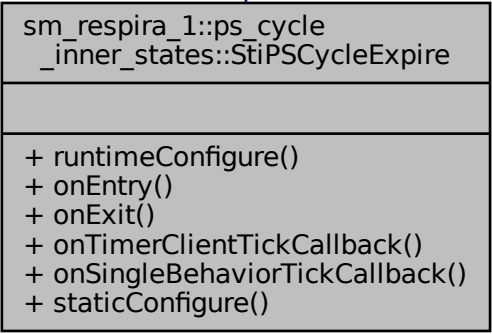 sm_respira_1::ps_cycle
_inner_states::StiPSCycleExpire
+ runtimeConfigure()
+ onEntry()
+ onExit()
+ onTimerClientTickCallback()
+ onSingleBehaviorTickCallback()
+ staticConfigure()